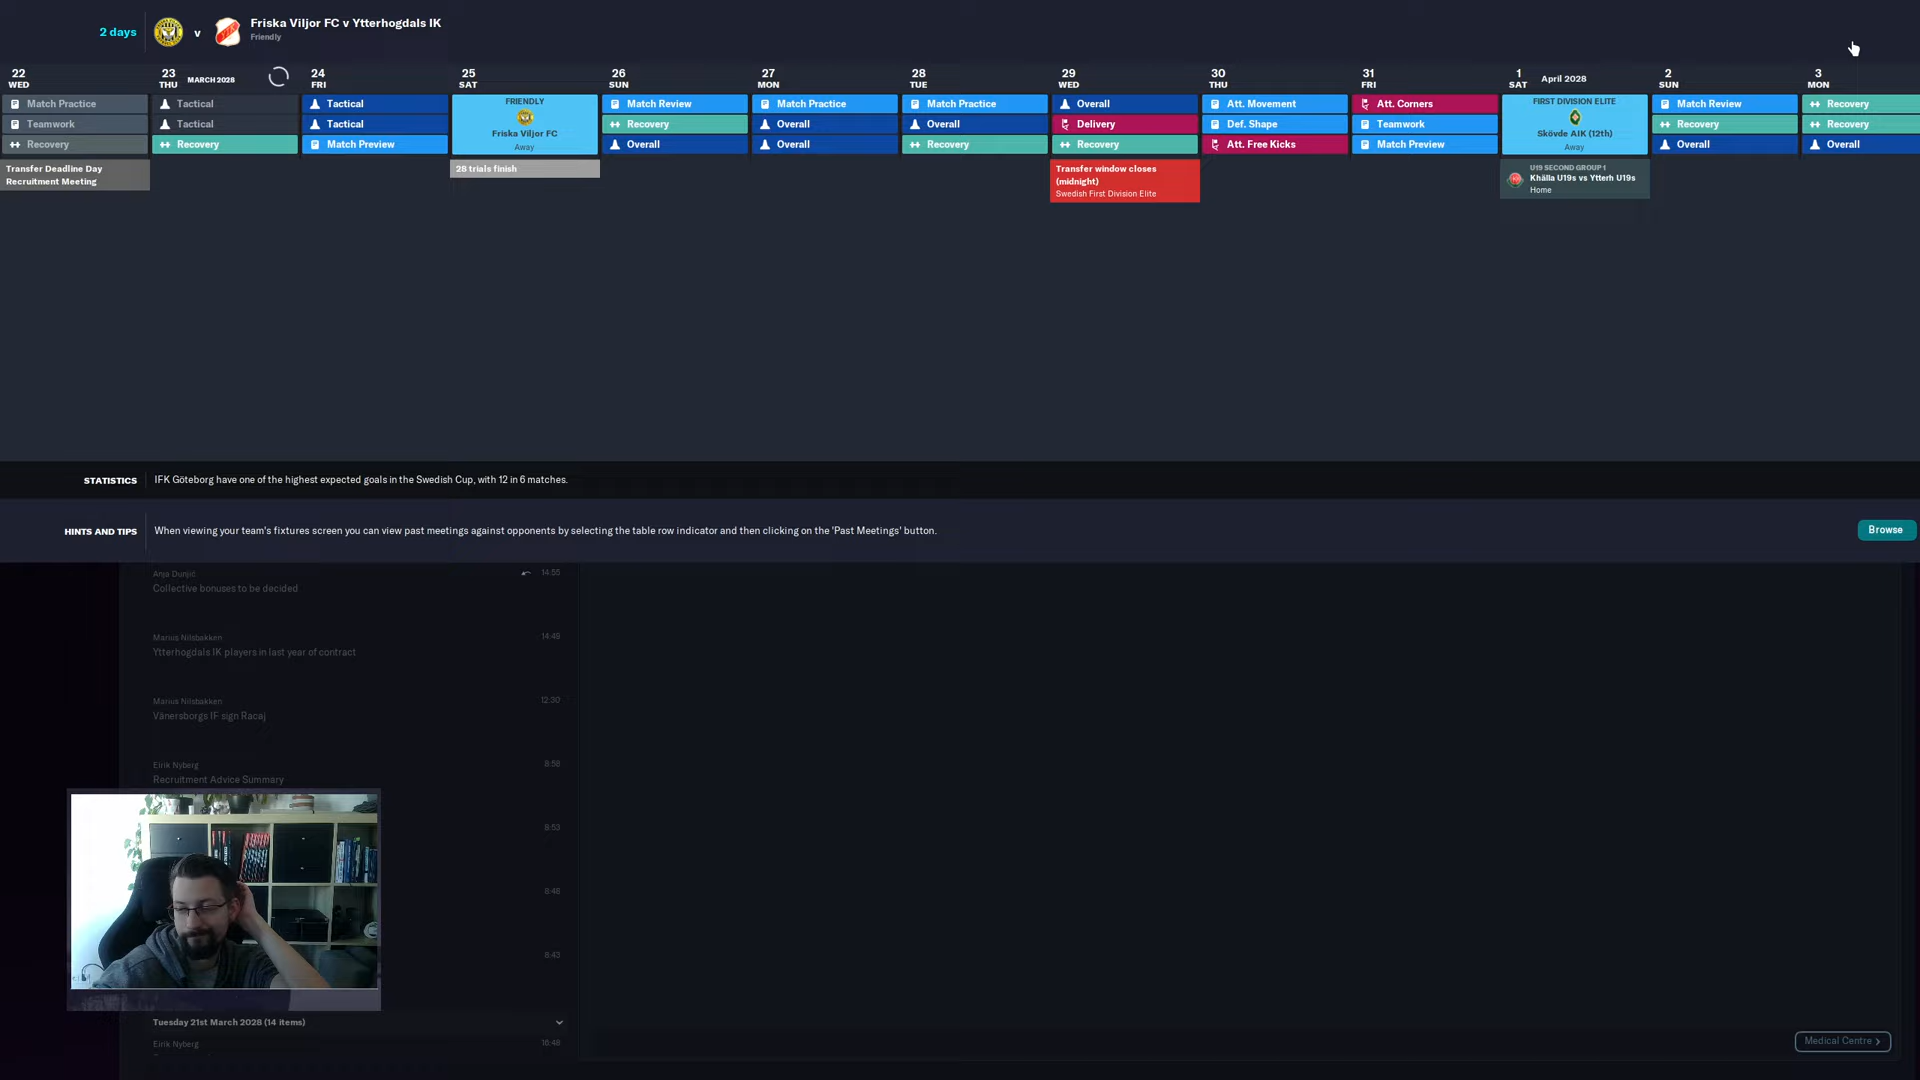 2 days
v
Friska Viljor FC v Ytterhogdals IK
Friendly
22 WED
23 THU MARCH 2028
24 FRI
25 SAT
26 SUN
27 MON
28 TUE
29 WED
30 THU
31 FRI
1 SAT April 2028
2 SUN
3 MON
Match Practice
Teamwork
Recovery
Transfer Deadline Day
Recruitment Meeting
Tactical
Tactical
Recovery
Tactical
Tactical
Match Preview
FRIENDLY
Friska Viljor FC
Away
28 trials finish
Match Review
Recovery
Overall
Match Practice
Overall
Overall
Match Practice
Overall
Recovery
Overall
Delivery
Recovery
Transfer window closes
(midnight)
Swedish First Division Elite
Att. Movement
Def. Shape
Att. Free Kicks
Att. Corners
Teamwork
Match Preview
FIRST DIVISION ELITE
Skövde AIK (12th)
Away
U19 SECOND GROUP 1
Khälla U19s vs Ytterh U19s
Home
Match Review
Recovery
Overall
Recovery
Recovery
Overall
STATISTICS
IFK Göteborg have one of the highest expected goals in the Swedish Cup, with 12 in 6 matches.
HINTS AND TIPS
When viewing your team's fixtures screen you can view past meetings against opponents by selecting the table row indicator and then clicking on the 'Past Meetings' button.
Browse
Anja Dunjić
14:55
Collective bonuses to be decided
Marius Nilsbakken
14:49
Ytterhogdals IK players in last year of contract
Marius Nilsbakken
12:30
Vänersborgs IF sign Racaj
Eirik Nyberg
8:58
Recruitment Advice Summary
8:53
8:48
8:43
Tuesday 21st March 2028 (14 items)
Eirik Nyberg
16:48
Medical Centre